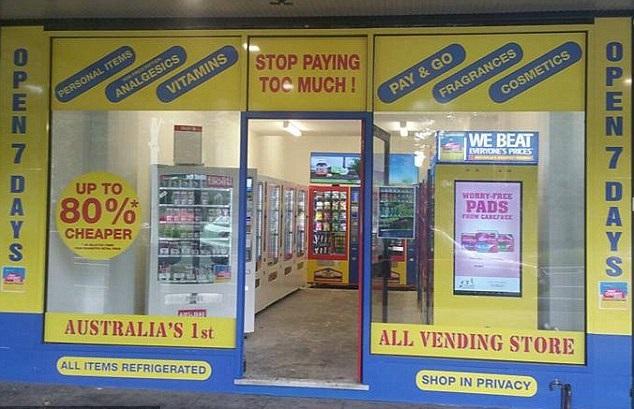 OPEN 7 DAYS
PERSONAL ITEMS
ANALGESICS
VITAMINS
STOP PAYING
TOO MUCH !
PAY & GO
FRAGRANCES
COSMETICS
OPEN 7 DAYS
WE BEAT
EVERYONE'S PRICES
UP TO
80%*
CHEAPER
WORRY-FREE
PADS
FROM CAREFREE
AUSTRALIA'S 1st
ALL VENDING STORE
ALL ITEMS REFRIGERATED
SHOP IN PRIVACY